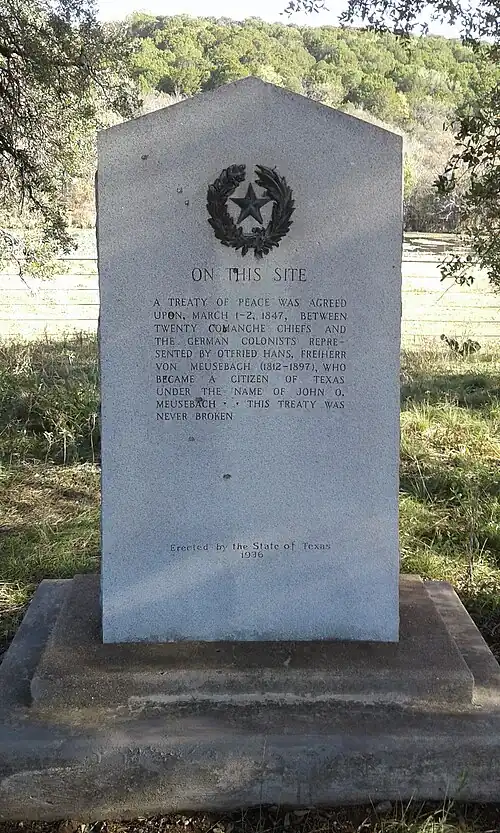 ON THIS SITE
A TREATY OF PEACE WAS AGREED
UPON, MARCH 1-2, 1847, BETWEEN
TWENTY COMANCHE CHIEFS AND
THE GERMAN COLONISTS REPRE-
SENTED BY OTFRIED HANS, FREIHERR
VON MEUSEBACH (1812-1897), WHO
BECAME A CITIZEN OF TEXAS
UNDER THE NAME OF JOHN O.
MEUSEBACH · · THIS TREATY WAS
NEVER BROKEN
Erected by the State of Texas
1936